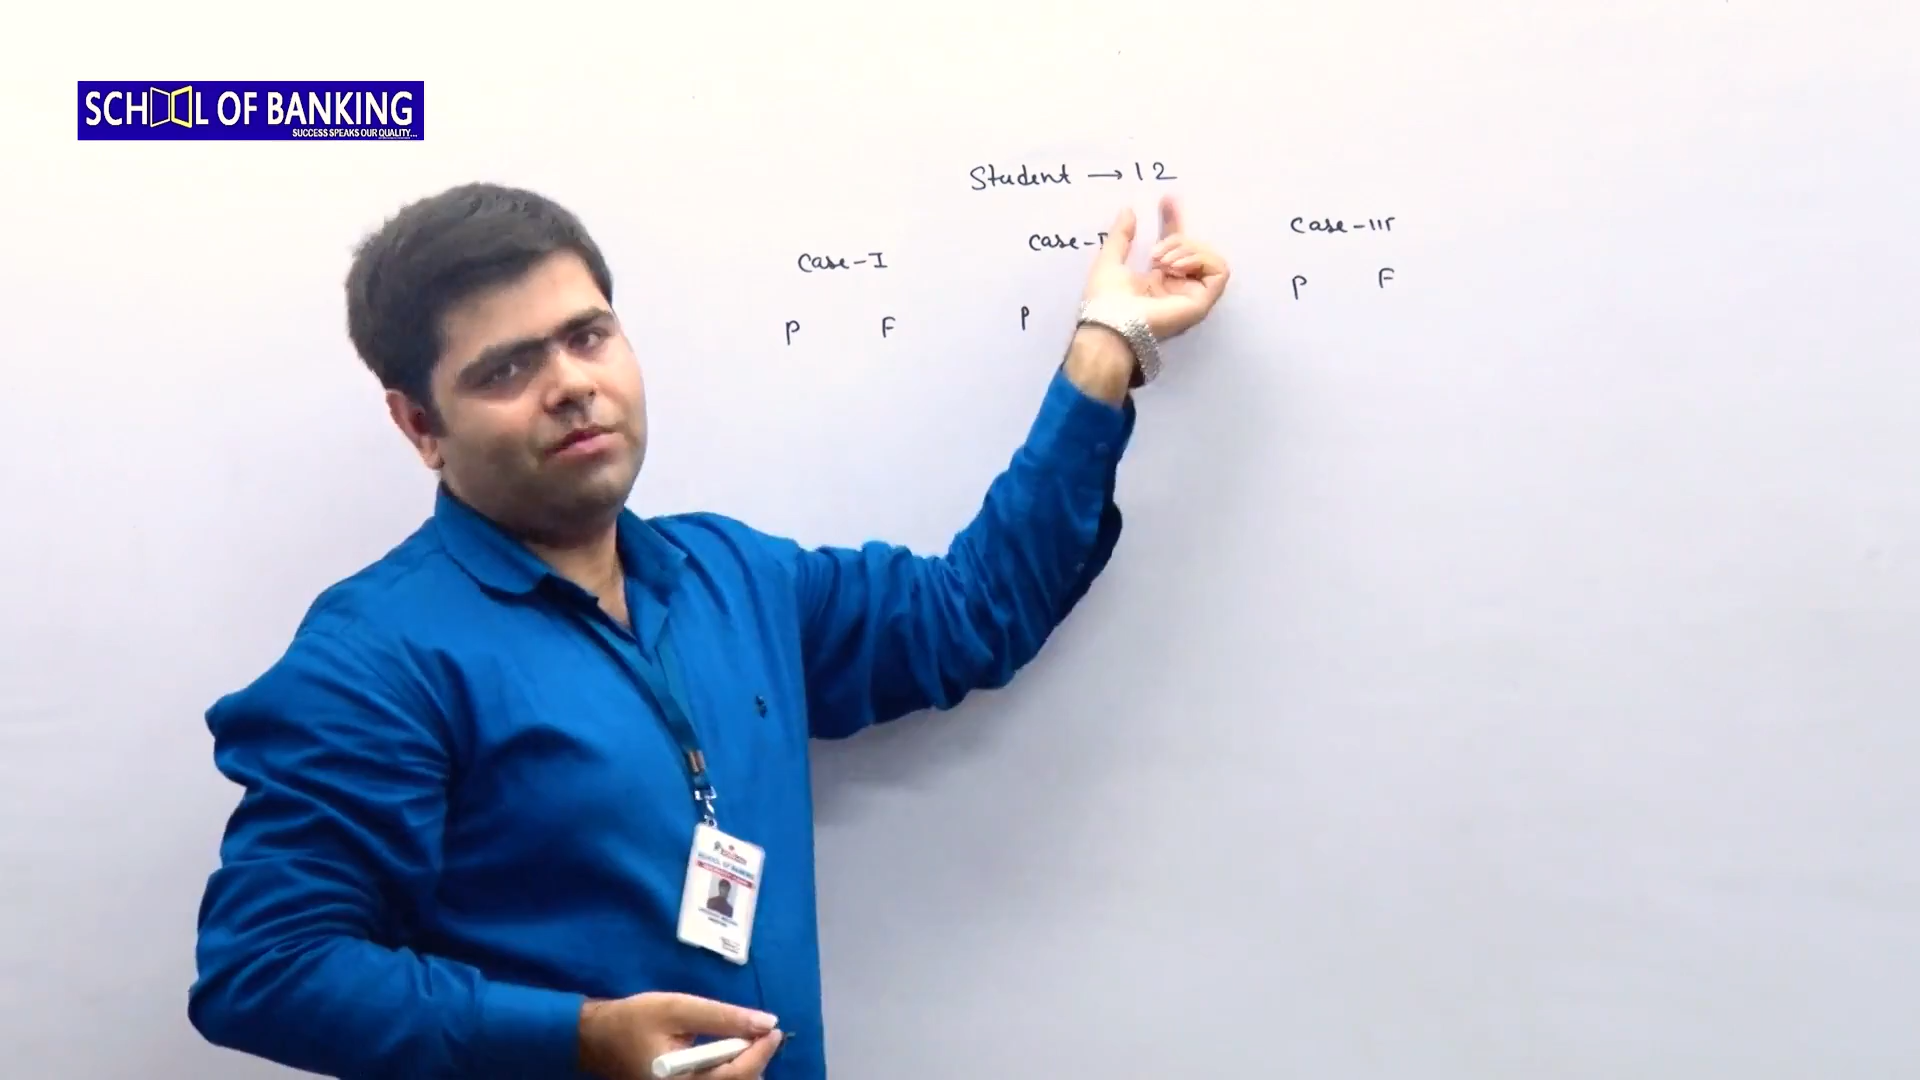 SCHOOL OF BANKING
SUCCESS SPEAKS OUR QUALITY...
Student → 12
Case-I
P F
Case-I
P
Case-III
P F